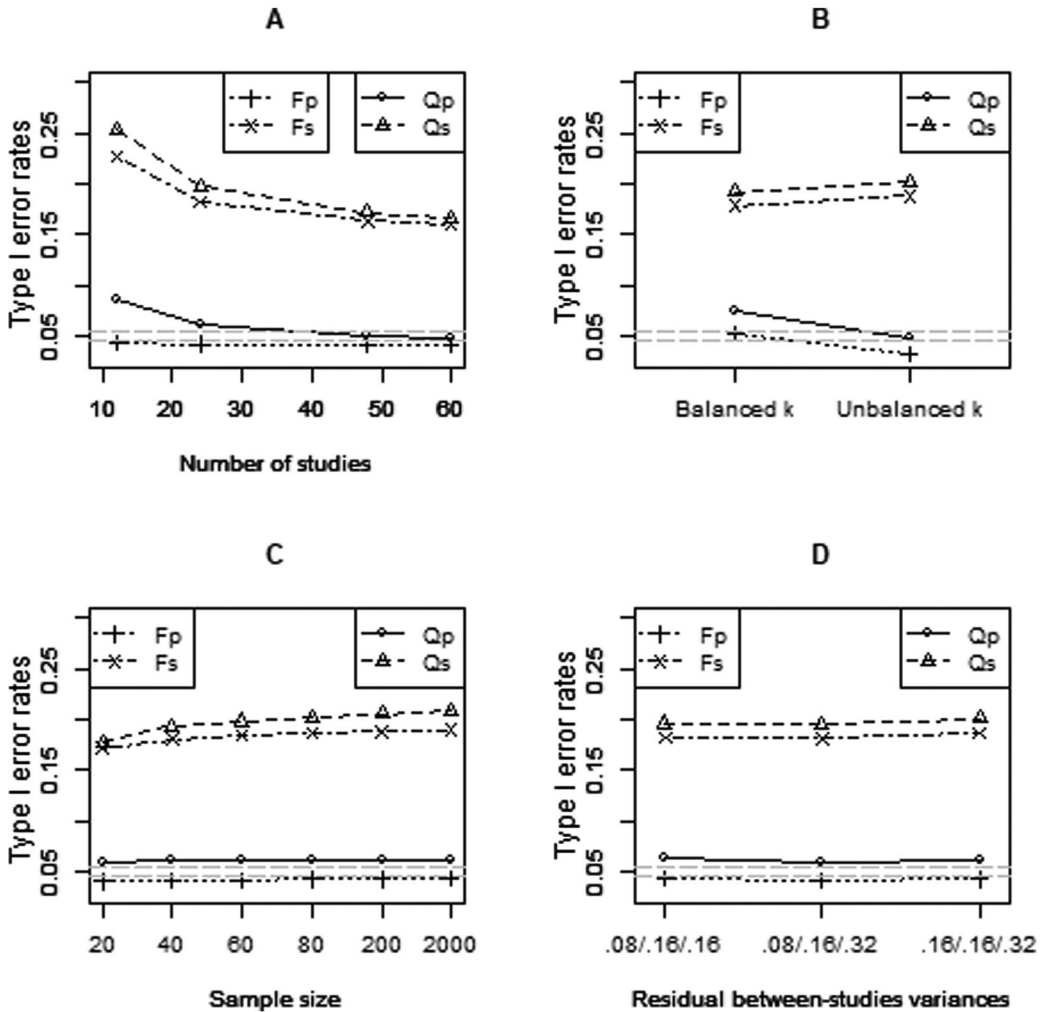 A
Type I error rates
0.05 0.15 0.25
Fp
Fs
Qp
Qs
10 20 30 40 50 60
Number of studies
B
Type I error rates
0.05 0.15 0.25
Fp
Fs
Qp
Qs
Balanced k Unbalanced k
C
Type I error rates
0.05 0.15 0.25
Fp
Fs
Qp
Qs
20 40 60 80 200 2000
Sample size
D
Type I error rates
0.05 0.15 0.25
Fp
Fs
Qp
Qs
.08/.16/.16 .08/.16/.32 .16/.16/.32
Residual between-studies variances